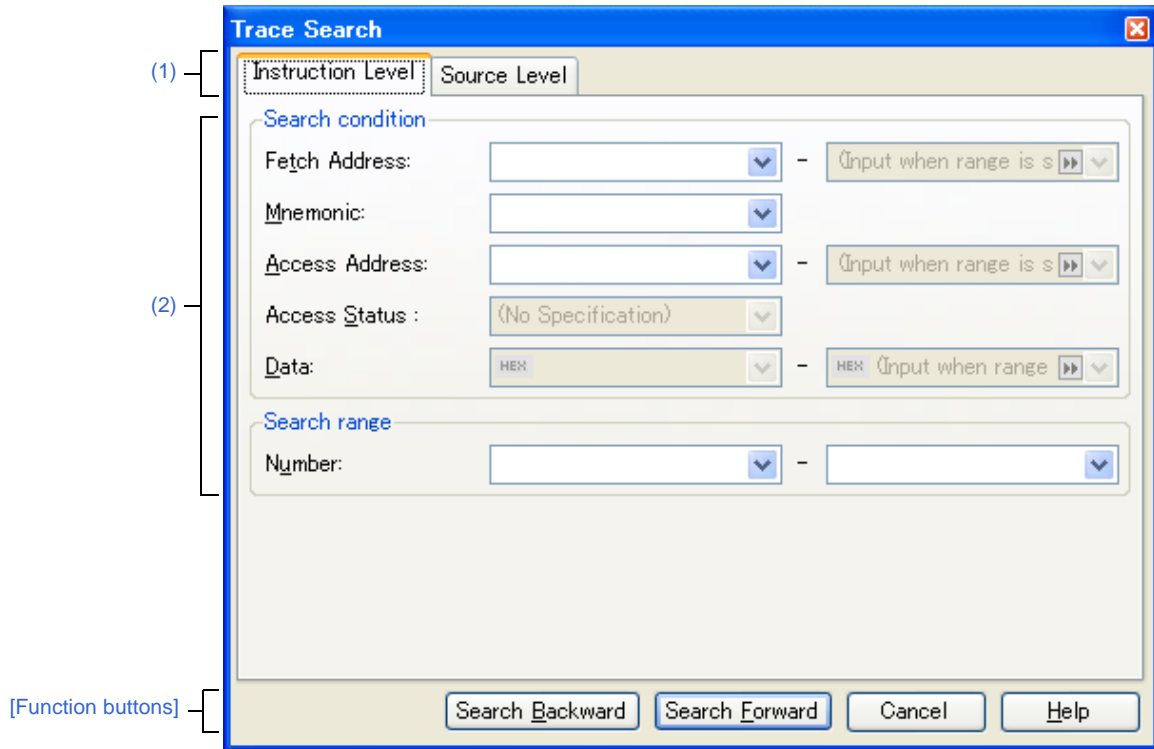 Trace Search
(1)
Instruction Level Source Level
(2)
Search condition
Fetch Address: - (Input when range is s
Mnemonic:
Access Address: - (Input when range is s
Access Status : (No Specification)
Data: HEX - HEX (Input when range
Search range
Number: -
[Function buttons]
Search Backward Search Forward Cancel Help